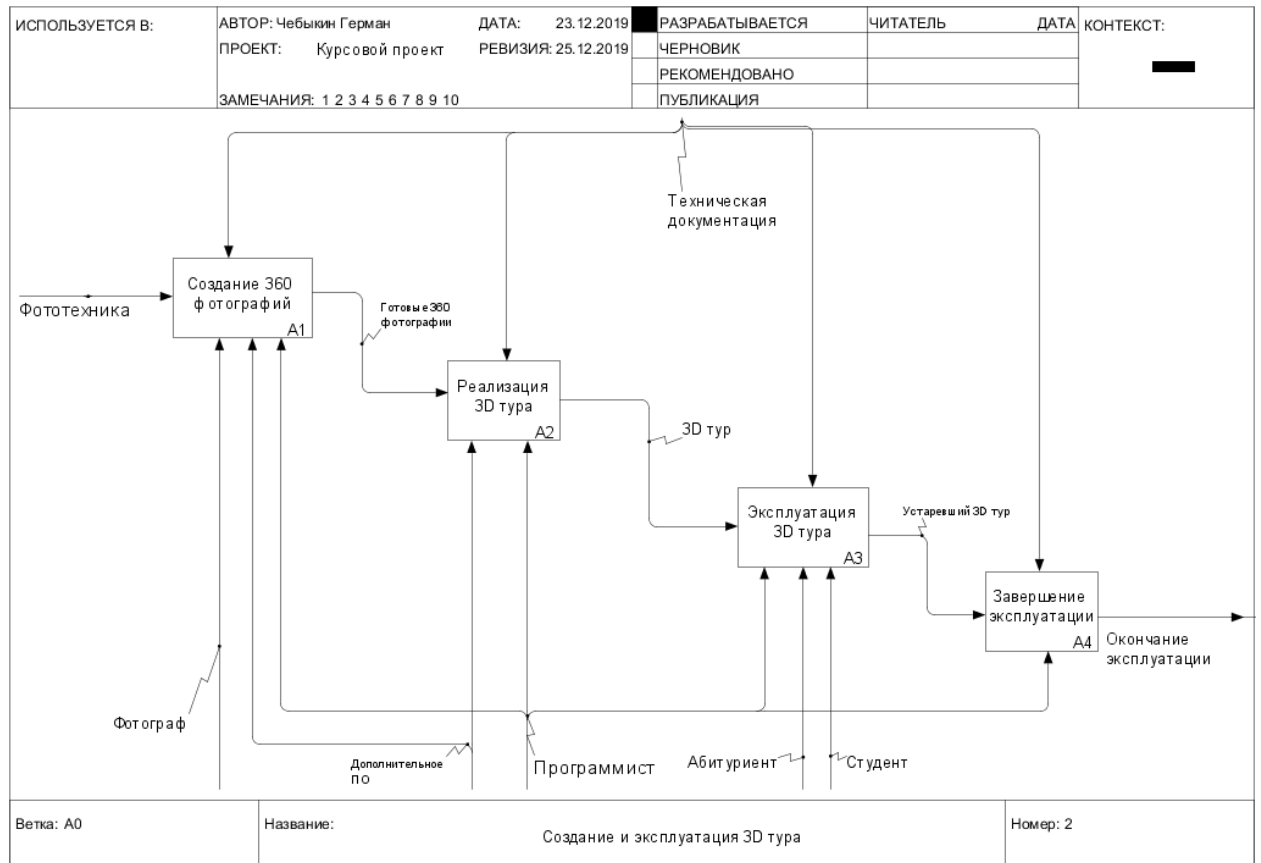 ИСПОЛЬЗУЕТСЯ В:
АВТОР: Чебыкин Герман
ДАТА: 23.12.2019
РАЗРАБАТЫВАЕТСЯ
ЧИТАТЕЛЬ
ДАТА
КОНТЕКСТ:
ПРОЕКТ: Курсовой проект
РЕВИЗИЯ: 25.12.2019
ЧЕРНОВИК
РЕКОМЕНДОВАНО
ЗАМЕЧАНИЯ: 1 2 3 4 5 6 7 8 9 10
ПУБЛИКАЦИЯ
Техническая
документация
Создание 360
фотографий
A1
Фототехника
Готовые 360
фотографии
Реализация
3D тура
A2
3D тур
Эксплуатация
3D тура
A3
Устаревший 3D тур
Завершение
эксплуатации
A4
Окончание
эксплуатации
Фотограф
Дополнительное
ПО
Программист
Абитуриент
Студент
Ветка: A0
Название:
Создание и эксплуатация 3D тура
Номер: 2